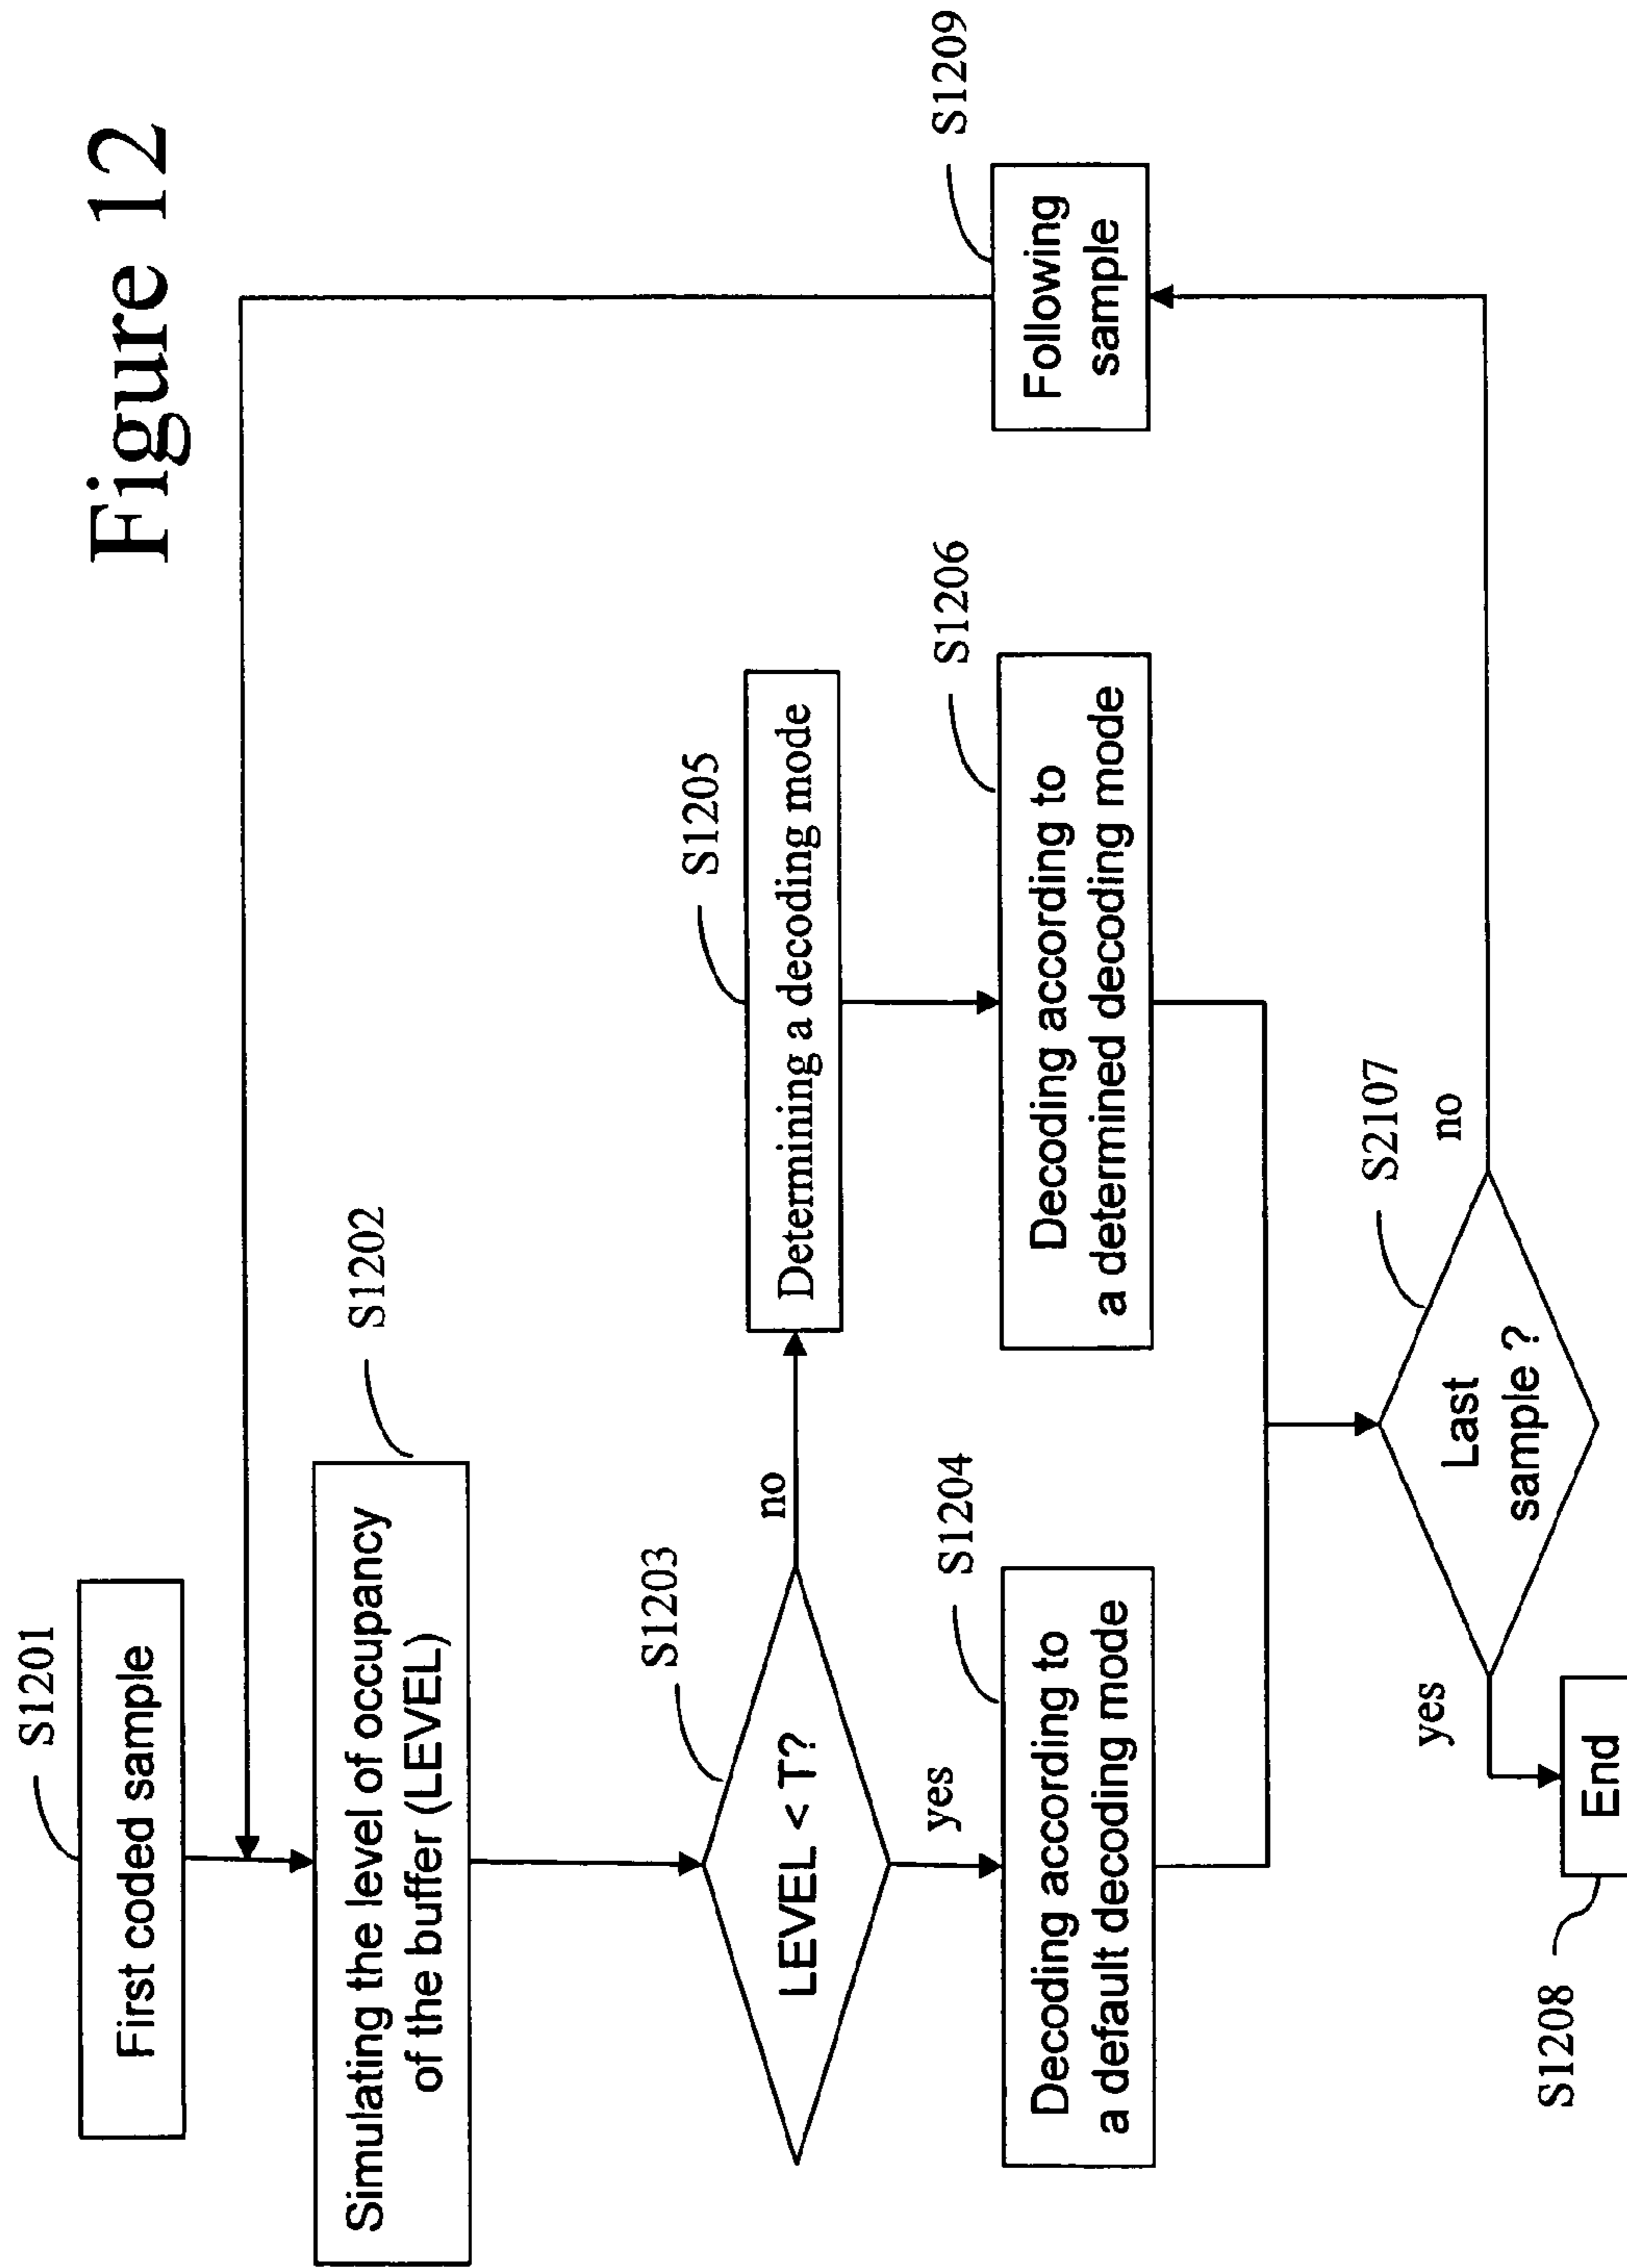 Figure 12
S1201
First coded sample
S1202
Simulating the level of occupancy
of the buffer (LEVEL)
S1203
LEVEL < T?
no
yes
S1205
Determining a decoding mode
S1204
Decoding according to
a default decoding mode
S1206
Decoding according to
a determined decoding mode
S1209
Following
sample
S2107
Last
sample ?
no
yes
S1208
End